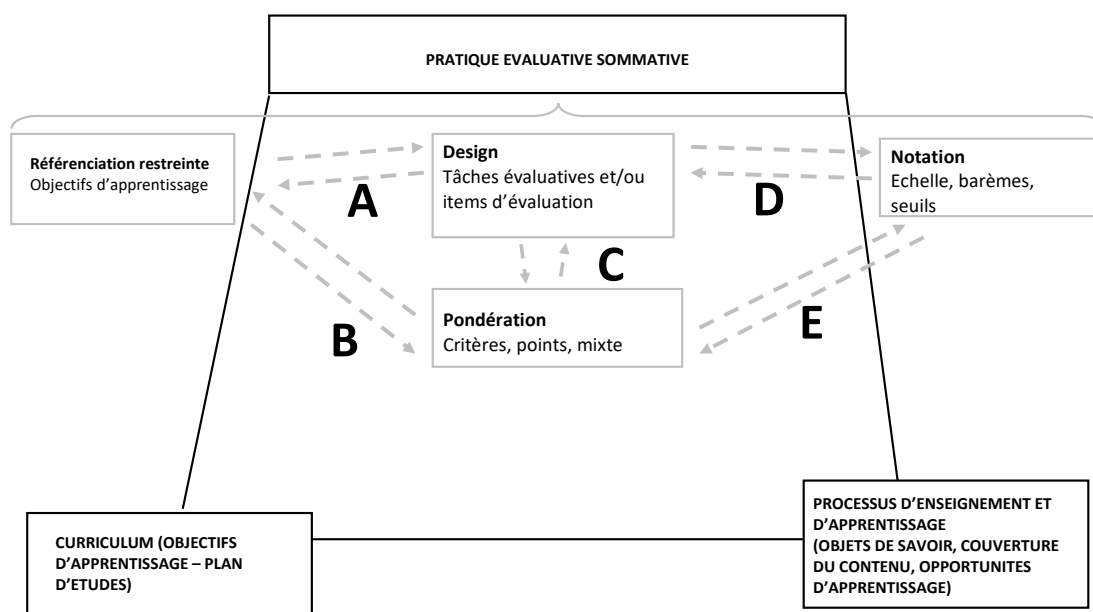 PRATIQUE EVALUATIVE SOMMATIVE
Référenciation restreinte
Objectifs d’apprentissage
Design
Tâches évaluatives et/ou
items d’évaluation
Notation
Echelle, barèmes,
seuils
A
D
C
B
E
Pondération
Critères, points, mixte
CURRICULUM (OBJECTIFS
D’APPRENTISSAGE – PLAN
D’ETUDES)
PROCESSUS D’ENSEIGNEMENT ET
D’APPRENTISSAGE
(OBJETS DE SAVOIR, COUVERTURE
DU CONTENU, OPPORTUNITES
D’APPRENTISSAGE)